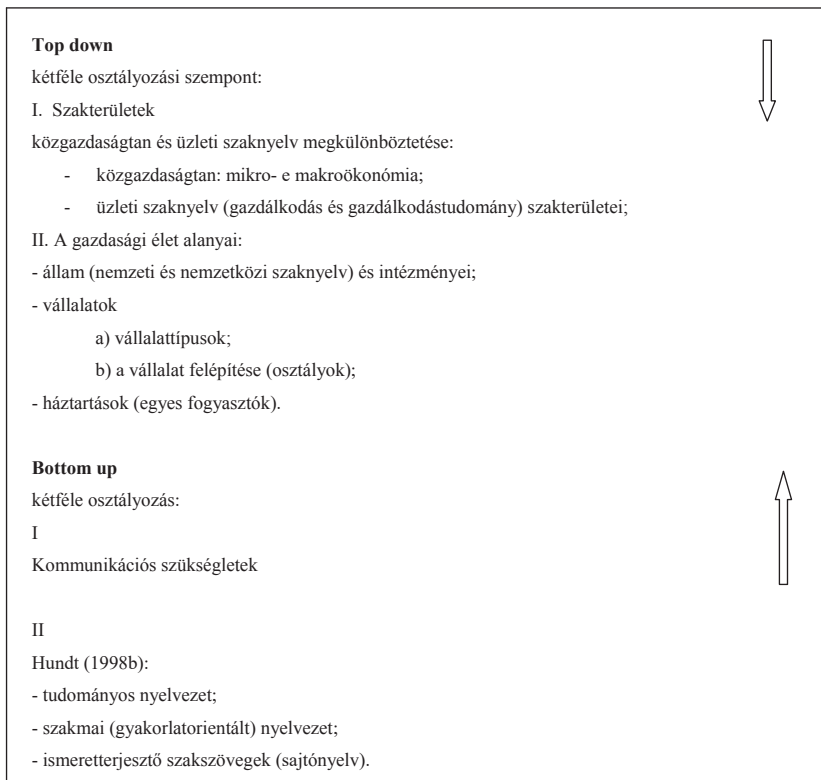 Top down
kétféle osztályozási szempont:
I. Szakterületek
közgazdaságtan és üzleti szaknyelv megkülönböztetése:
- közgazdaságtan: mikro- e makroökonómia;
- üzleti szaknyelv (gazdálkodás és gazdálkodástudomány) szakterületei;
II. A gazdasági élet alanyai:
- állam (nemzeti és nemzetközi szaknyelv) és intézményei;
- vállalatok
a) vállalattípusok;
b) a vállalat felépítése (osztályok);
- háztartások (egyes fogyasztók).
Bottom up
kétféle osztályozás:
I
Kommunikációs szükségletek
II
Hundt (1998b):
- tudományos nyelvezet;
- szakmai (gyakorlatorientált) nyelvezet;
- ismeretterjesztő szakszövegek (sajtónyelv).